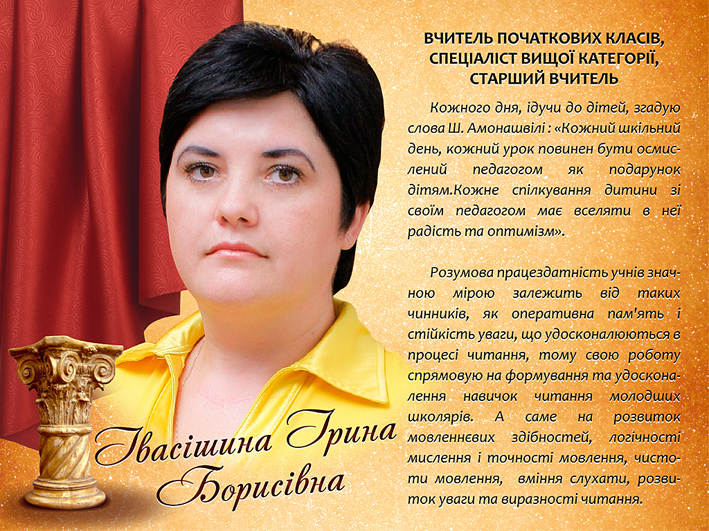 ВЧИТЕЛЬ ПОЧАТКОВИХ КЛАСІВ,
СПЕЦІАЛІСТ ВИЩОЇ КАТЕГОРІЇ,
СТАРШИЙ ВЧИТЕЛЬ
Кожного дня, ідучи до дітей, згадую
слова Ш. Амонашвілі : «Кожний шкільний
день, кожний урок повинен бути осмис-
лений педагогом як подарунок
дітям.Кожне спілкування дитини зі
своїм педагогом має вселяти в неї
радість та оптимізм».
Розумова працездатність учнів знач-
ною мірою залежить від таких
чинників, як оперативна пам'ять і
стійкість уваги, що удосконалюються в
процесі читання, тому свою роботу
спрямовую на формування та удоскона-
лення навичок читання молодших
школярів. А саме на розвиток
мовленнєвих здібностей, логічності
мислення і точності мовлення, чисто-
ти мовлення, вміння слухати, розви-
ток уваги та виразності читання.
Івасішина Ірина
Борисівна